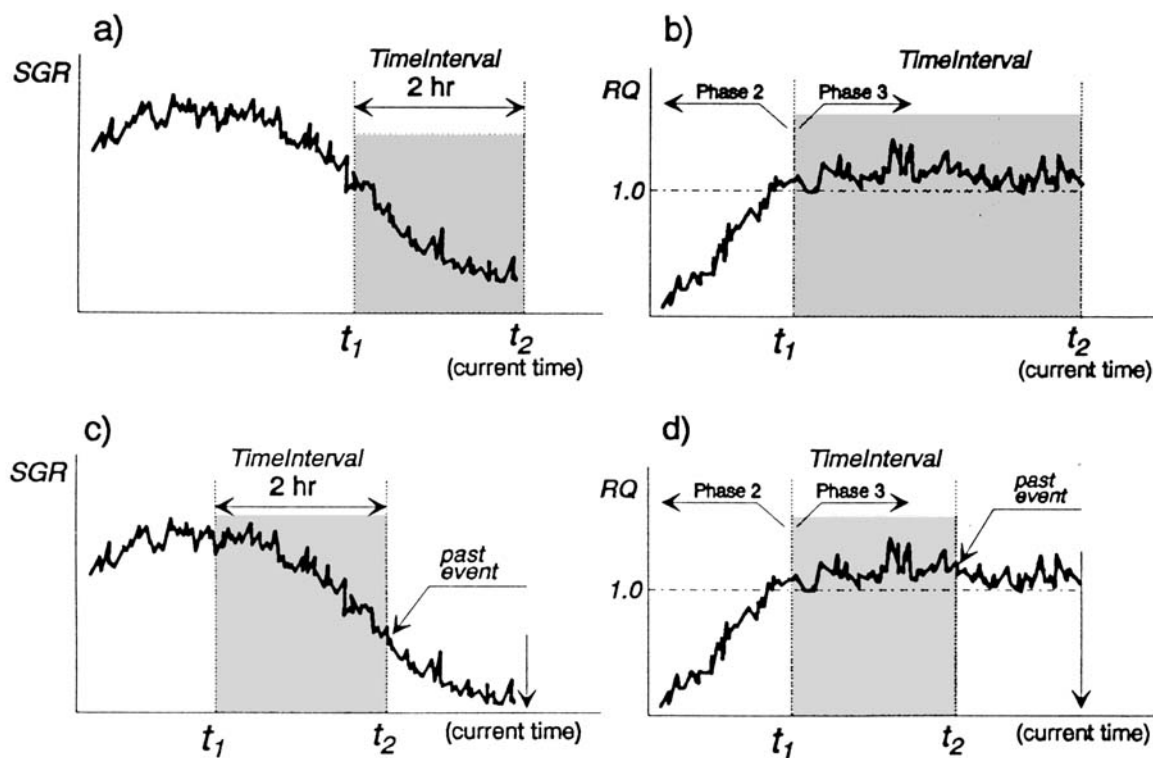 a)
SGR
TimeInterval
2 hr
t1
t2
(current time)
b)
TimeInterval
RQ
Phase 2
Phase 3
1.0
t1
t2
(current time)
c)
SGR
TimeInterval
2 hr
past
event
t1
t2
(current time)
d)
TimeInterval
RQ
Phase 2
Phase 3
past
event
1.0
t1
t2
(current time)